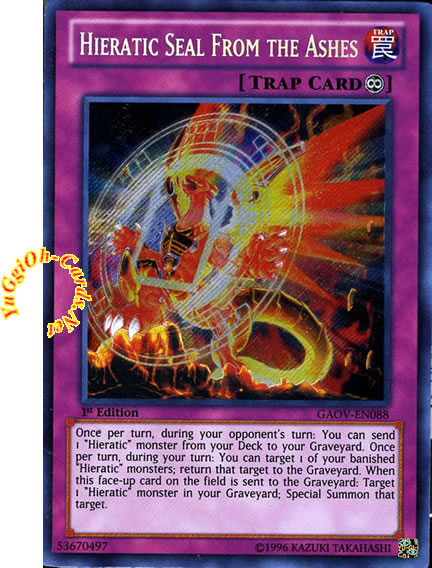 HIERATIC SEAL FROM THE ASHES
TRAP
罠
[TRAP CARD∞]
YuGgiOh-Cards.Net
1st Edition
GAOV-EN088
Once per turn, during your opponent's turn: You can send
1 "Hieratic" monster from your Deck to your Graveyard. Once
per turn, during your turn: You can target 1 of your banished
"Hieratic" monsters; return that target to the Graveyard. When
this face-up card on the field is sent to the Graveyard: Target
1 "Hieratic" monster in your Graveyard; Special Summon that
target.
53670497
©1996 KAZUKI TAKAHASHI